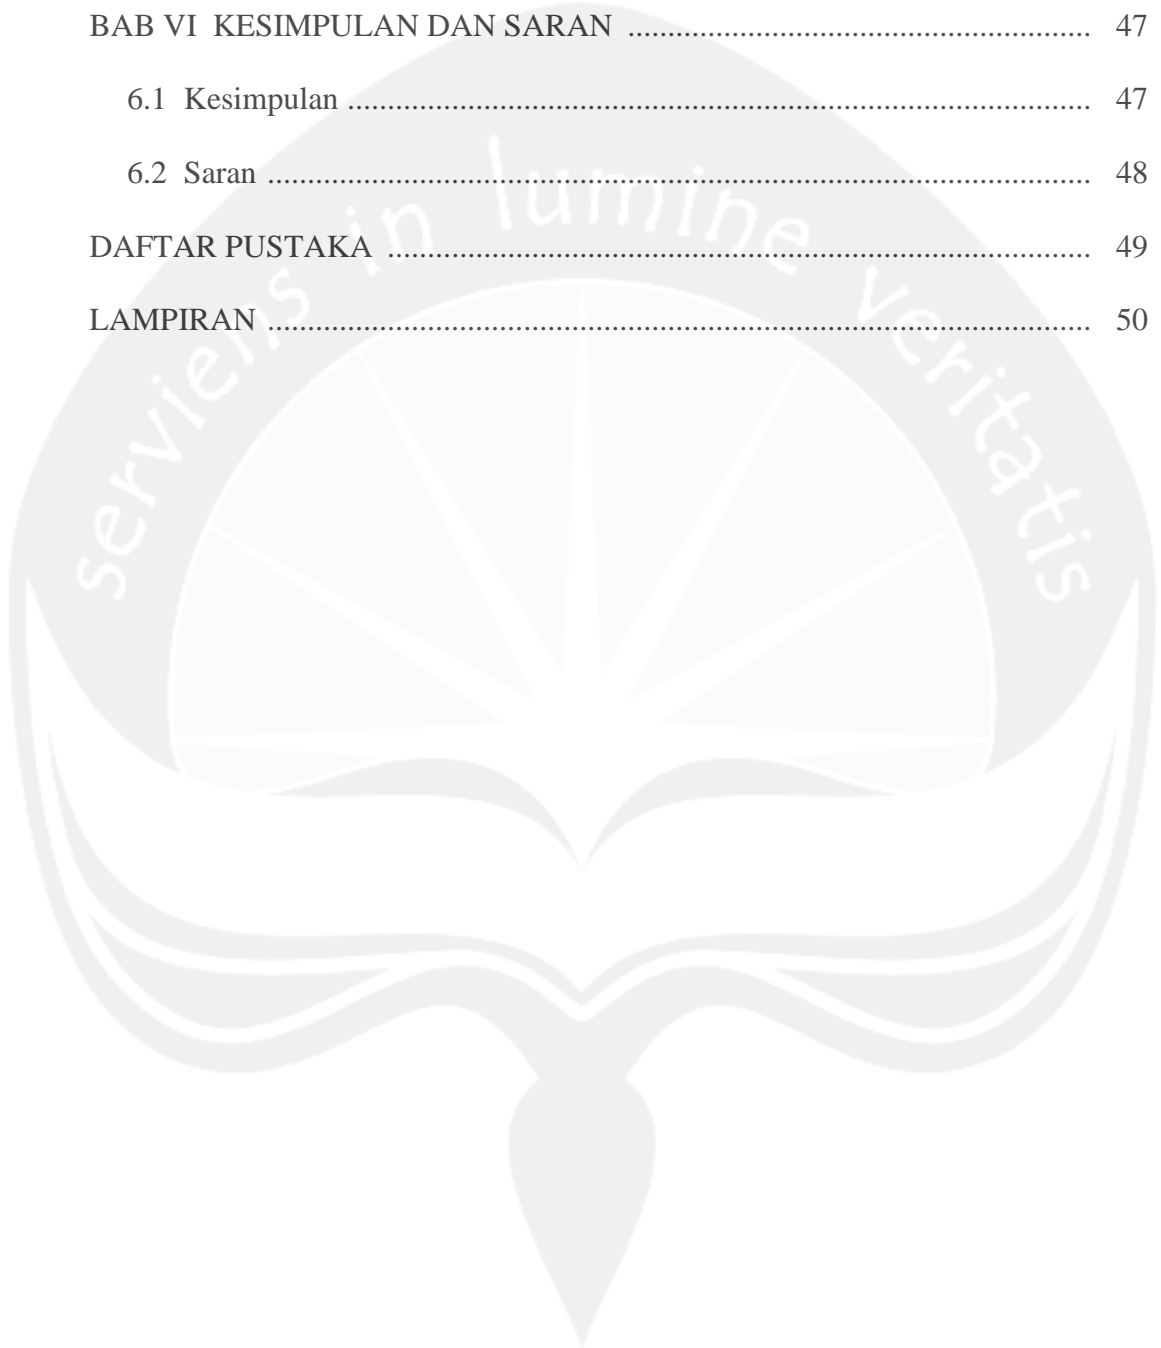 BAB VI  KESIMPULAN DAN SARAN ........................................................ 47
6.1  Kesimpulan ........................................................................................... 47
6.2  Saran ..................................................................................................... 48
DAFTAR PUSTAKA ...................................................................................... 49
LAMPIRAN ..................................................................................................... 50
serviens in lumine veritatis